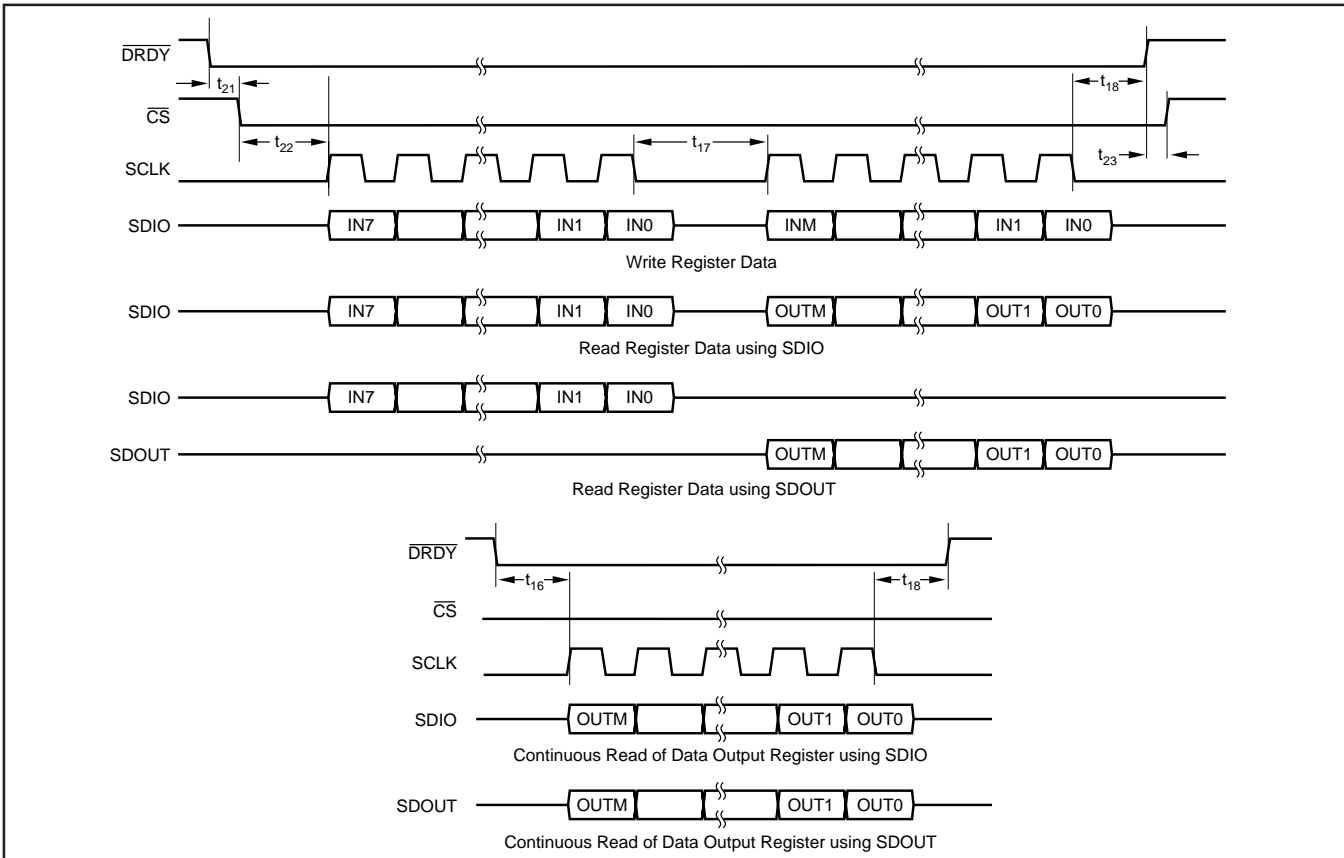 DRDY
t21
t18
CS
t22
t17
t23
SCLK
SDIO IN7 IN1 IN0 INM IN1 IN0
Write Register Data
SDIO IN7 IN1 IN0 OUTM OUT1 OUT0
Read Register Data using SDIO
SDIO IN7 IN1 IN0
SDOUT OUTM OUT1 OUT0
Read Register Data using SDOUT
DRDY
t16 t18
CS
SCLK
SDIO OUTM OUT1 OUT0
Continuous Read of Data Output Register using SDIO
SDOUT OUTM OUT1 OUT0
Continuous Read of Data Output Register using SDOUT